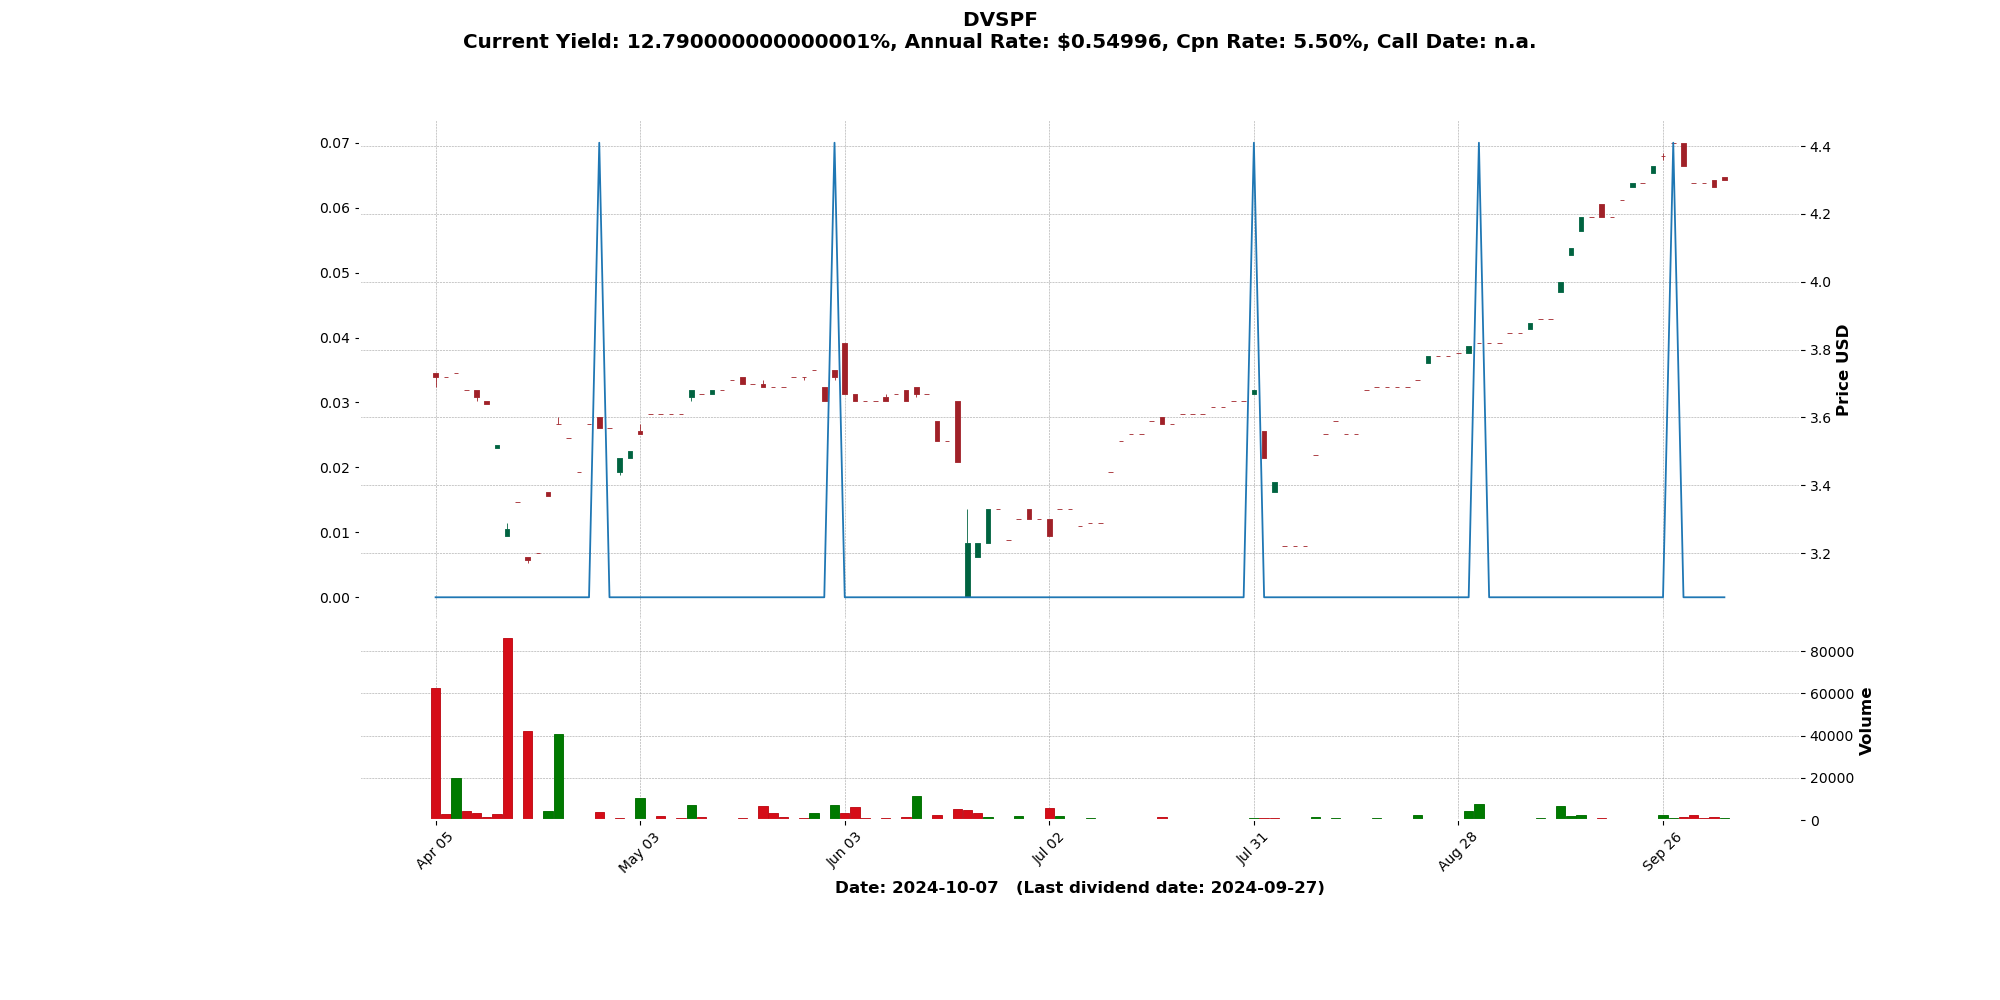 DVSPF
Current Yield: 12.790000000000001%, Annual Rate: $0.54996, Cpn Rate: 5.50%, Call Date: n.a.
0.07
0.06
0.05
0.04
0.03
0.02
0.01
0.00
4.4
4.2
4.0
3.8
3.6
3.4
3.2
Price USD
80000
60000
40000
20000
0
Volume
Apr 05
May 03
Jun 03
Jul 02
Jul 31
Aug 28
Sep 26
Date: 2024-10-07 (Last dividend date: 2024-09-27)